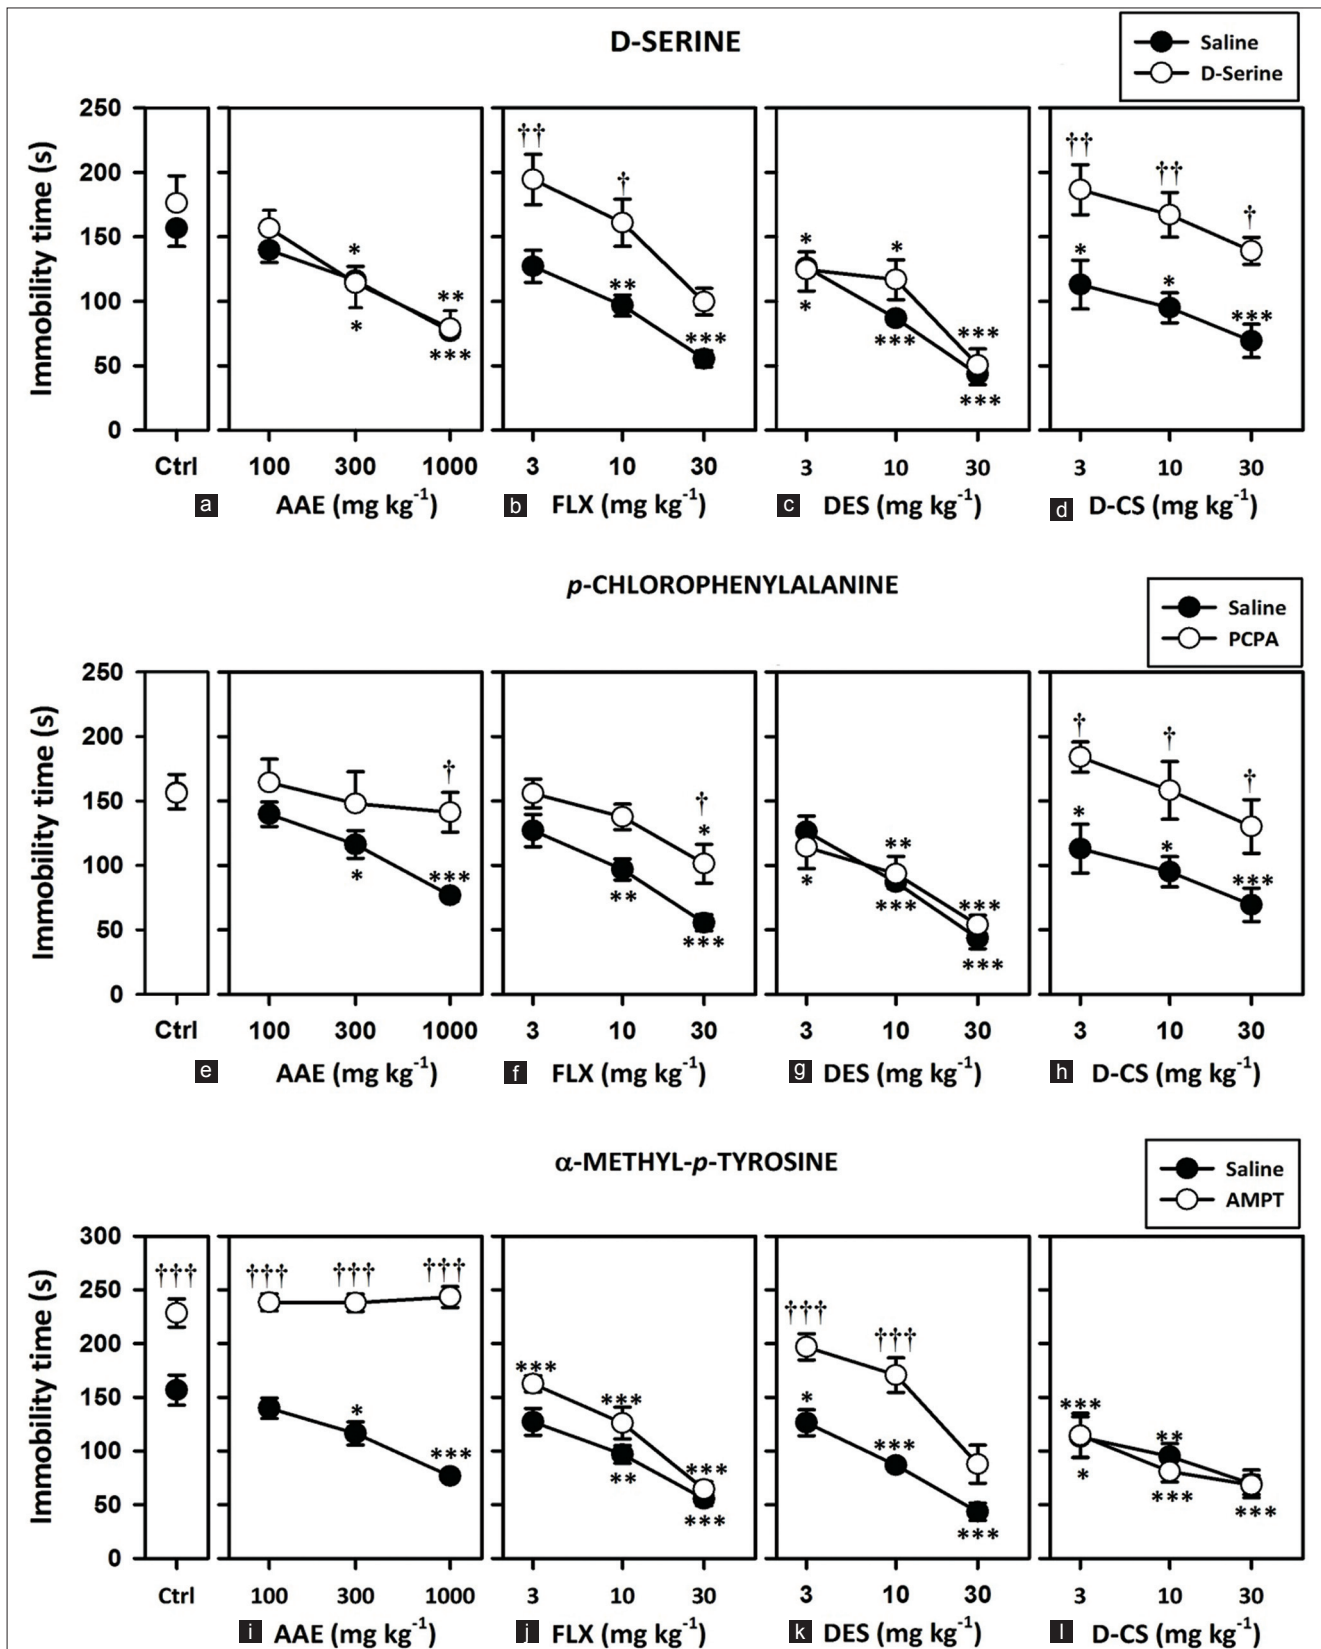 D-SERINE
Saline
D-Serine
Immobility time (s)
250
200
150
100
50
0
††
†
††
††
†
*
*
**
***
**
***
*
*
*
***
***
***
*
*
***
Ctrl
100 300 1000
3 10 30
3 10 30
3 10 30
a AAE (mg kg-1)
b FLX (mg kg-1)
c DES (mg kg-1)
d D-CS (mg kg-1)
p-CHLOROPHENYLALANINE
Saline
PCPA
Immobility time (s)
250
200
150
100
50
0
†
*
***
†
*
**
***
*
**
***
***
***
†
†
†
*
*
***
Ctrl
100 300 1000
3 10 30
3 10 30
3 10 30
e AAE (mg kg-1)
f FLX (mg kg-1)
g DES (mg kg-1)
h D-CS (mg kg-1)
α-METHYL-p-TYROSINE
Saline
AMPT
Immobility time (s)
300
250
200
150
100
50
0
†††
†††
†††
†††
*
***
***
***
**
***
***
†††
†††
*
***
***
***
*
**
***
***
Ctrl
100 300 1000
3 10 30
3 10 30
3 10 30
i AAE (mg kg-1)
j FLX (mg kg-1)
k DES (mg kg-1)
l D-CS (mg kg-1)